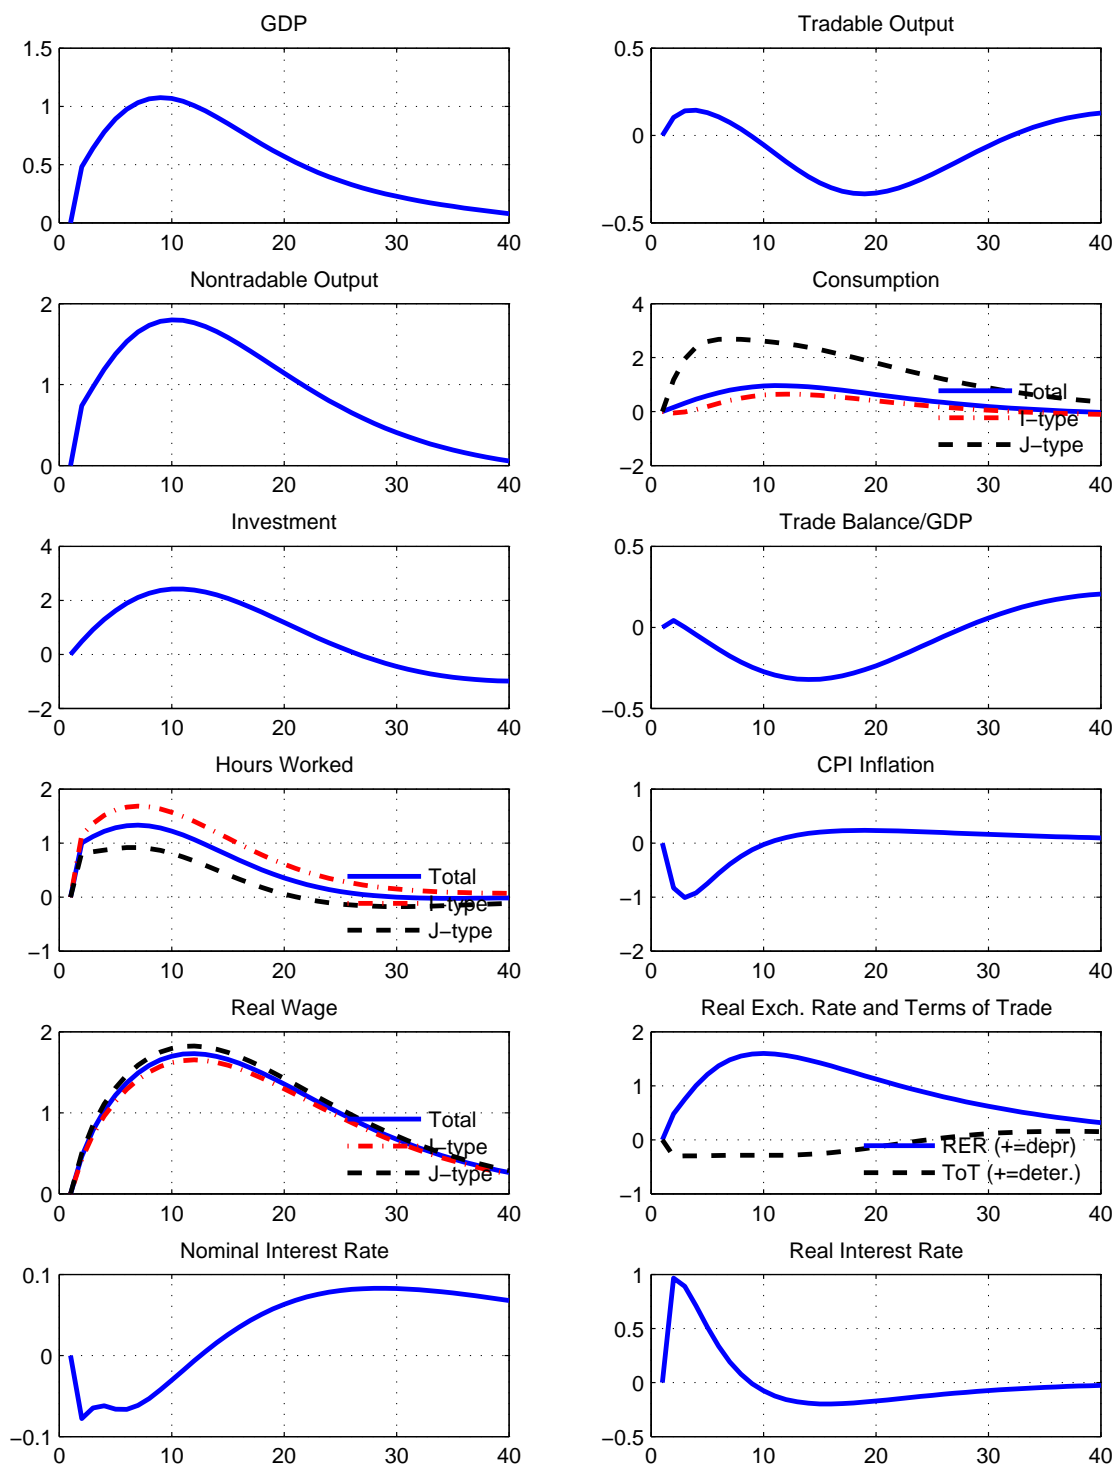 GDP
1.5
1
0.5
0
0 10 20 30 40
Tradable Output
0.5
0
−0.5
0 10 20 30 40
Nontradable Output
2
1
0
0 10 20 30 40
Consumption
4
2
0
−2
0 10 20 30 40
Total
I−type
J−type
Investment
4
2
0
−2
0 10 20 30 40
Trade Balance/GDP
0.5
0
−0.5
0 10 20 30 40
Hours Worked
2
1
0
−1
0 10 20 30 40
Total
I−type
J−type
CPI Inflation
1
0
−1
−2
0 10 20 30 40
Real Wage
2
1
0
0 10 20 30 40
Total
I−type
J−type
Real Exch. Rate and Terms of Trade
2
1
0
−1
0 10 20 30 40
RER (+=depr)
ToT (+=deter.)
Nominal Interest Rate
0.1
0
−0.1
0 10 20 30 40
Real Interest Rate
1
0.5
0
−0.5
0 10 20 30 40